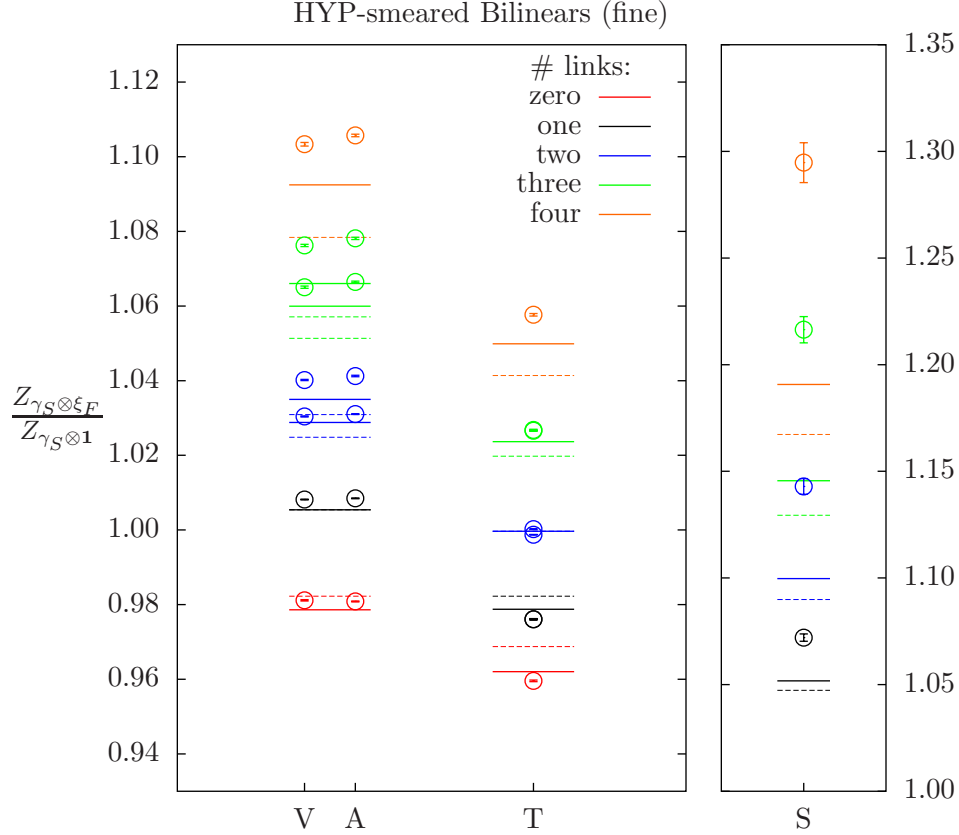 HYP-smeared Bilinears (fine)
# links:
zero
one
two
three
four
1.12
1.10
1.08
1.06
1.04
1.02
1.00
0.98
0.96
0.94
Z_{γ_S⊗ξ_F}
Z_{γ_S⊗1}
V A T S
1.35
1.30
1.25
1.20
1.15
1.10
1.05
1.00